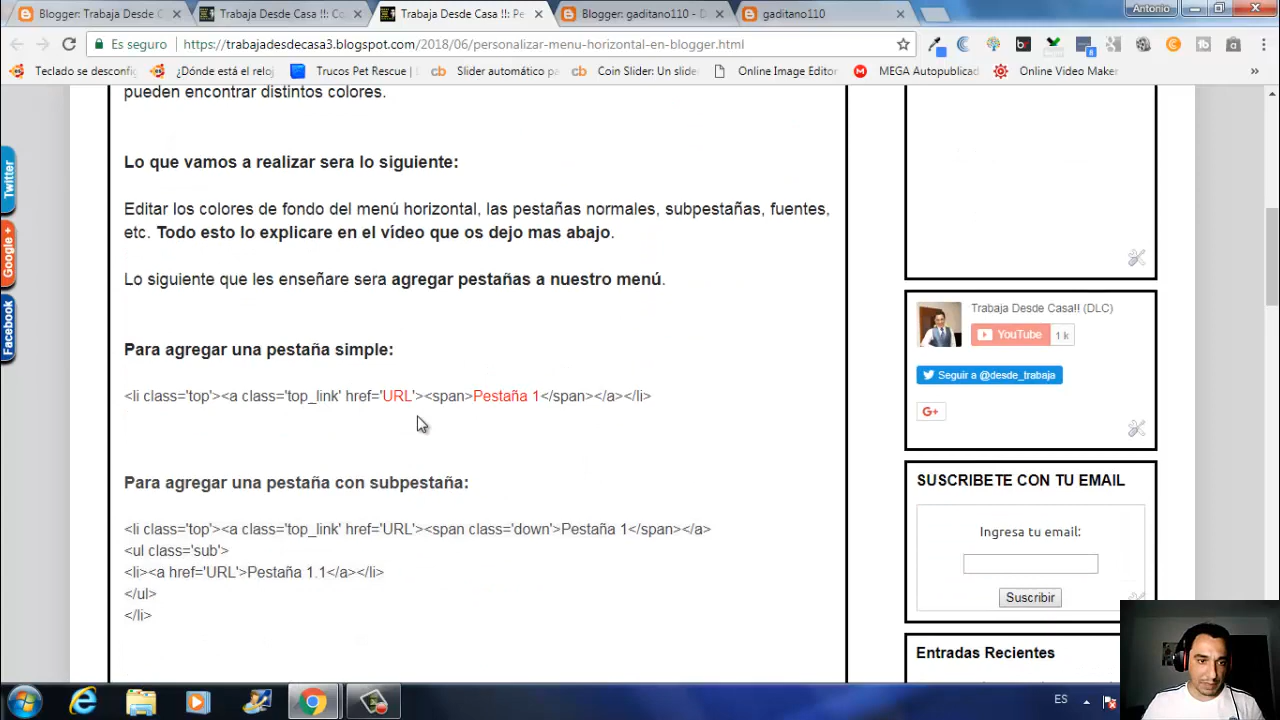 Blogger: Trabaja Desde C
Trabaja Desde Casa !!: Co
Trabaja Desde Casa !!: Pe
Blogger: gaditano110 - D
gaditano110
Antonio
Es seguro
https://trabajadesdecasa3.blogspot.com/2018/06/personalizar-menu-horizontal-en-blogger.html
Teclado se desconfig
¿Dónde está el reloj
Trucos Pet Rescue
Slider automático pa
Coin Slider: Un slide
Online Image Editor
MEGA Autopublicad
Online Video Maker
»
pueden encontrar distintos colores.
Lo que vamos a realizar sera lo siguiente:
Editar los colores de fondo del menú horizontal, las pestañas normales, subpestañas, fuentes,
etc. Todo esto lo explicare en el vídeo que os dejo mas abajo.
Lo siguiente que les enseñare sera agregar pestañas a nuestro menú.
Para agregar una pestaña simple:
<li class='top'><a class='top_link' href='URL'><span>Pestaña 1</span></a></li>
Para agregar una pestaña con subpestaña:
<li class='top'><a class='top_link' href='URL'><span class='down'>Pestaña 1</span></a>
<ul class='sub'>
<li><a href='URL'>Pestaña 1.1</a></li>
</ul>
</li>
Twitter
Google +
Facebook
Trabaja Desde Casa!! (DLC)
YouTube 1 k
Seguir a @desde_trabaja
G+
SUSCRIBETE CON TU EMAIL
Ingresa tu email:
Suscribir
Entradas Recientes
ES